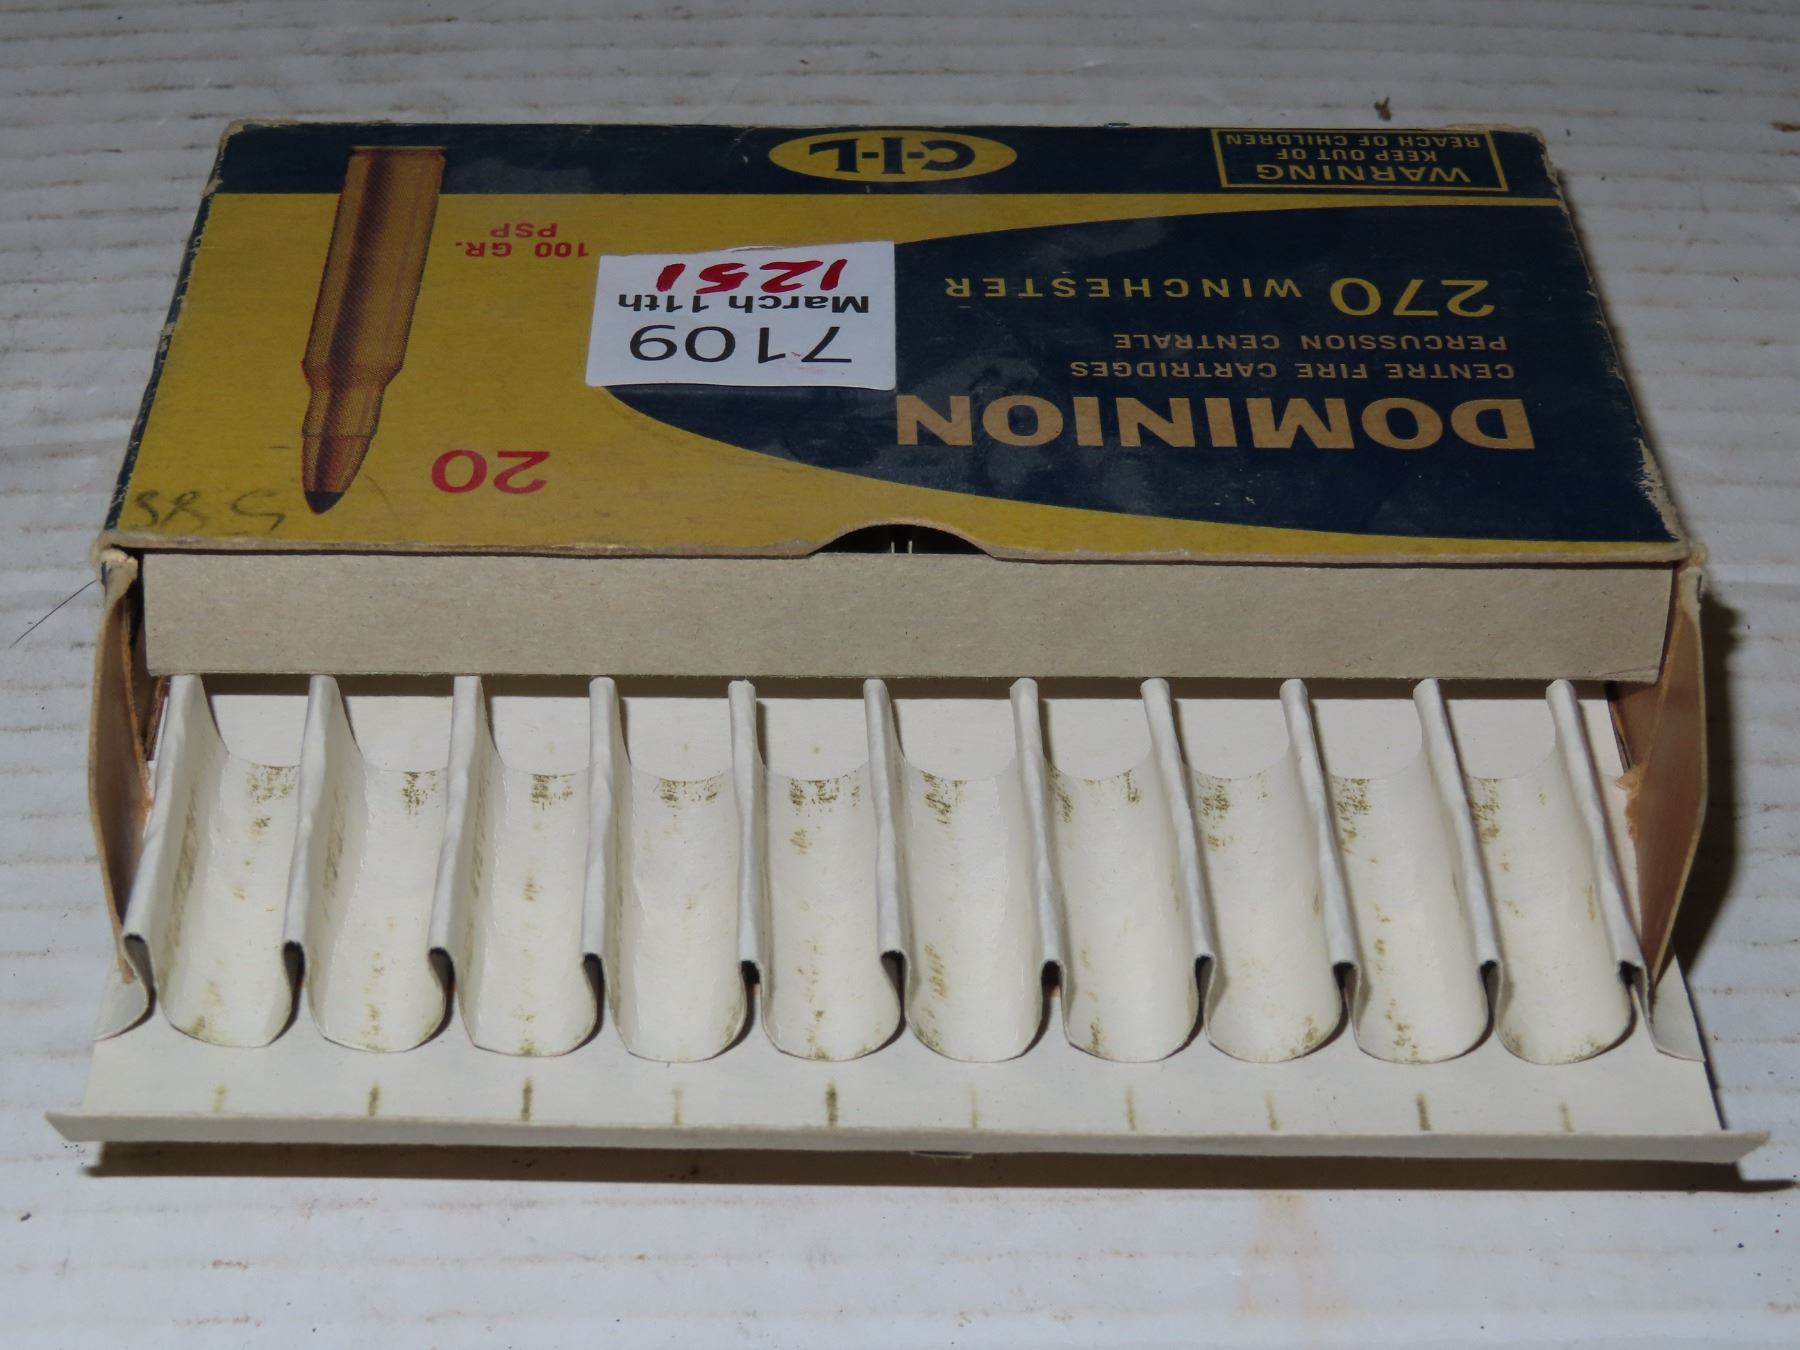 DOMINION
CENTRE FIRE CARTRIDGES
PERCUSSION CENTRALE
270 WINCHESTER
WARNING
KEEP OUT OF
REACH OF CHILDREN
C-I-L
20
7109
March 11th
1251
100 GR.
PSP